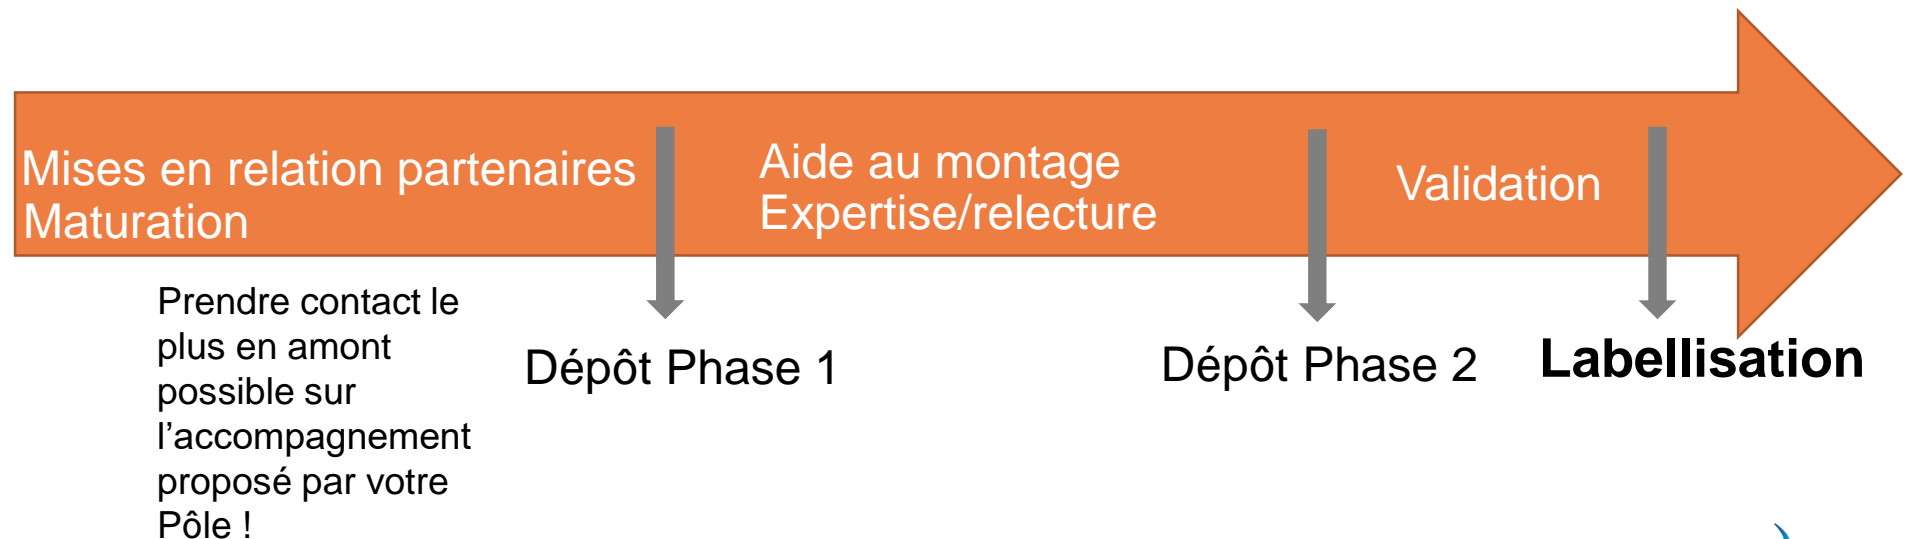 Mises en relation partenaires
Maturation
Aide au montage
Expertise/relecture
Validation
Prendre contact le
plus en amont
possible sur
l’accompagnement
proposé par votre
Pôle !
Dépôt Phase 1
Dépôt Phase 2
Labellisation